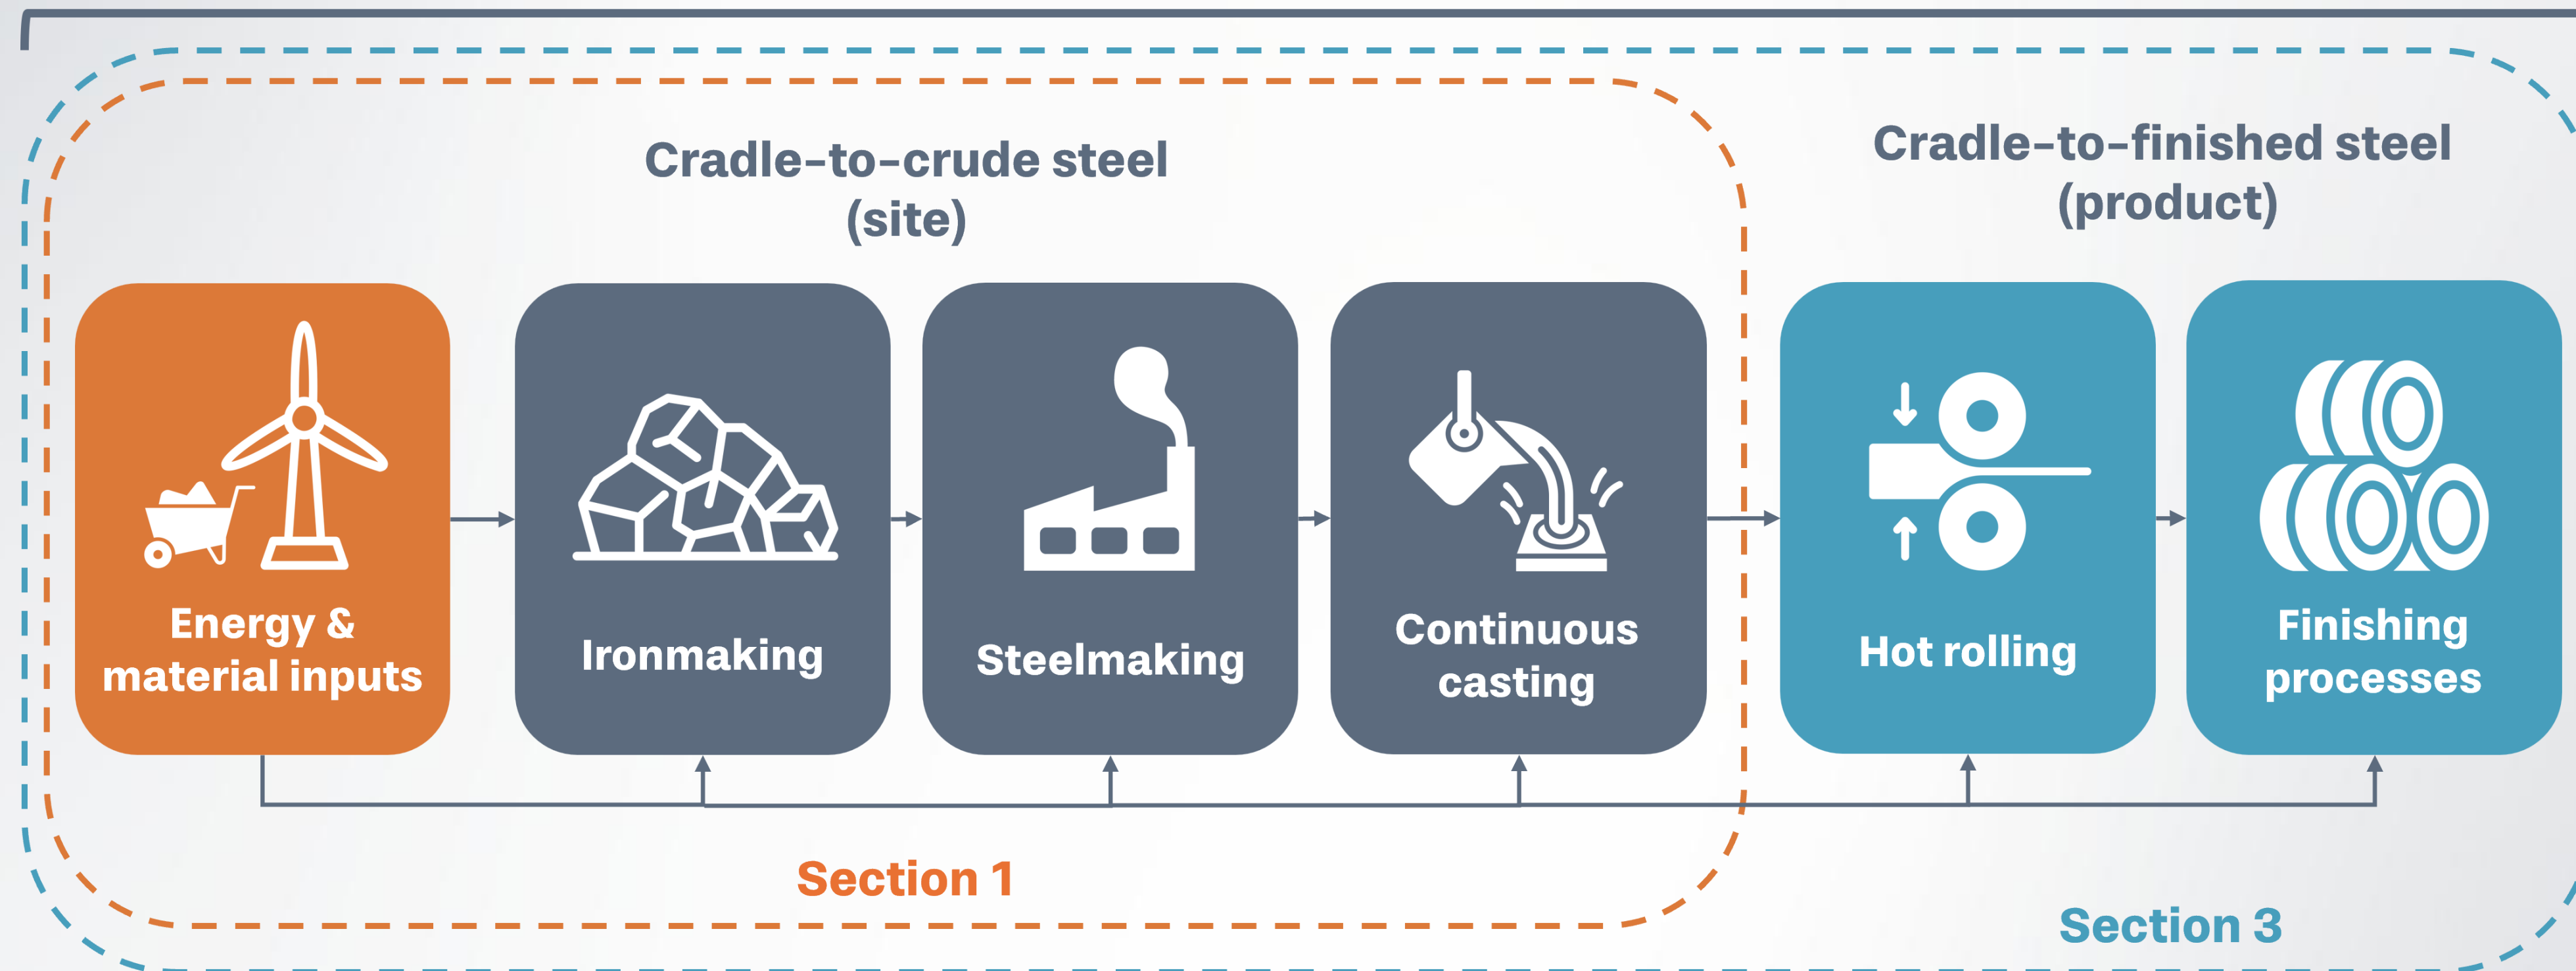 Cradle-to-crude steel
(site)
Cradle-to-finished steel
(product)
Energy &
material inputs
Ironmaking
Steelmaking
Continuous
casting
Hot rolling
Finishing
processes
Section 1
Section 3